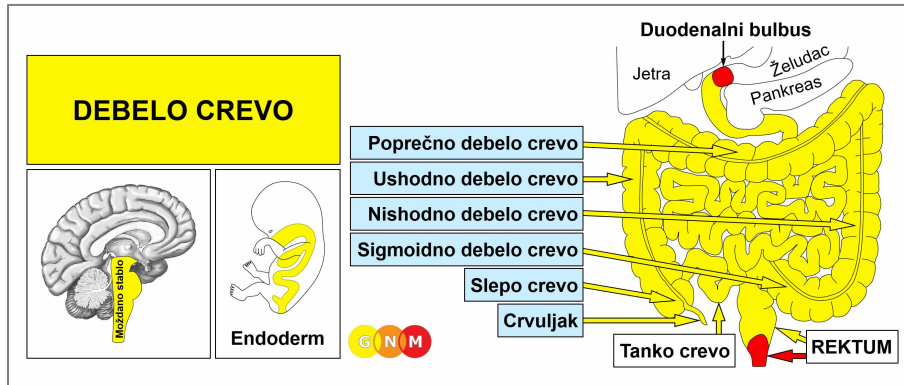 Duodenalni bulbus
DEBELO CREVO
Jetra
Želudac
Pankreas
Poprečno debelo crevo
Ushodno debelo crevo
Nishodno debelo crevo
Sigmoidno debelo crevo
Slepo crevo
Crvuljak
Moždano stablo
Endoderm
GNM
Tanko crevo
REKTUM